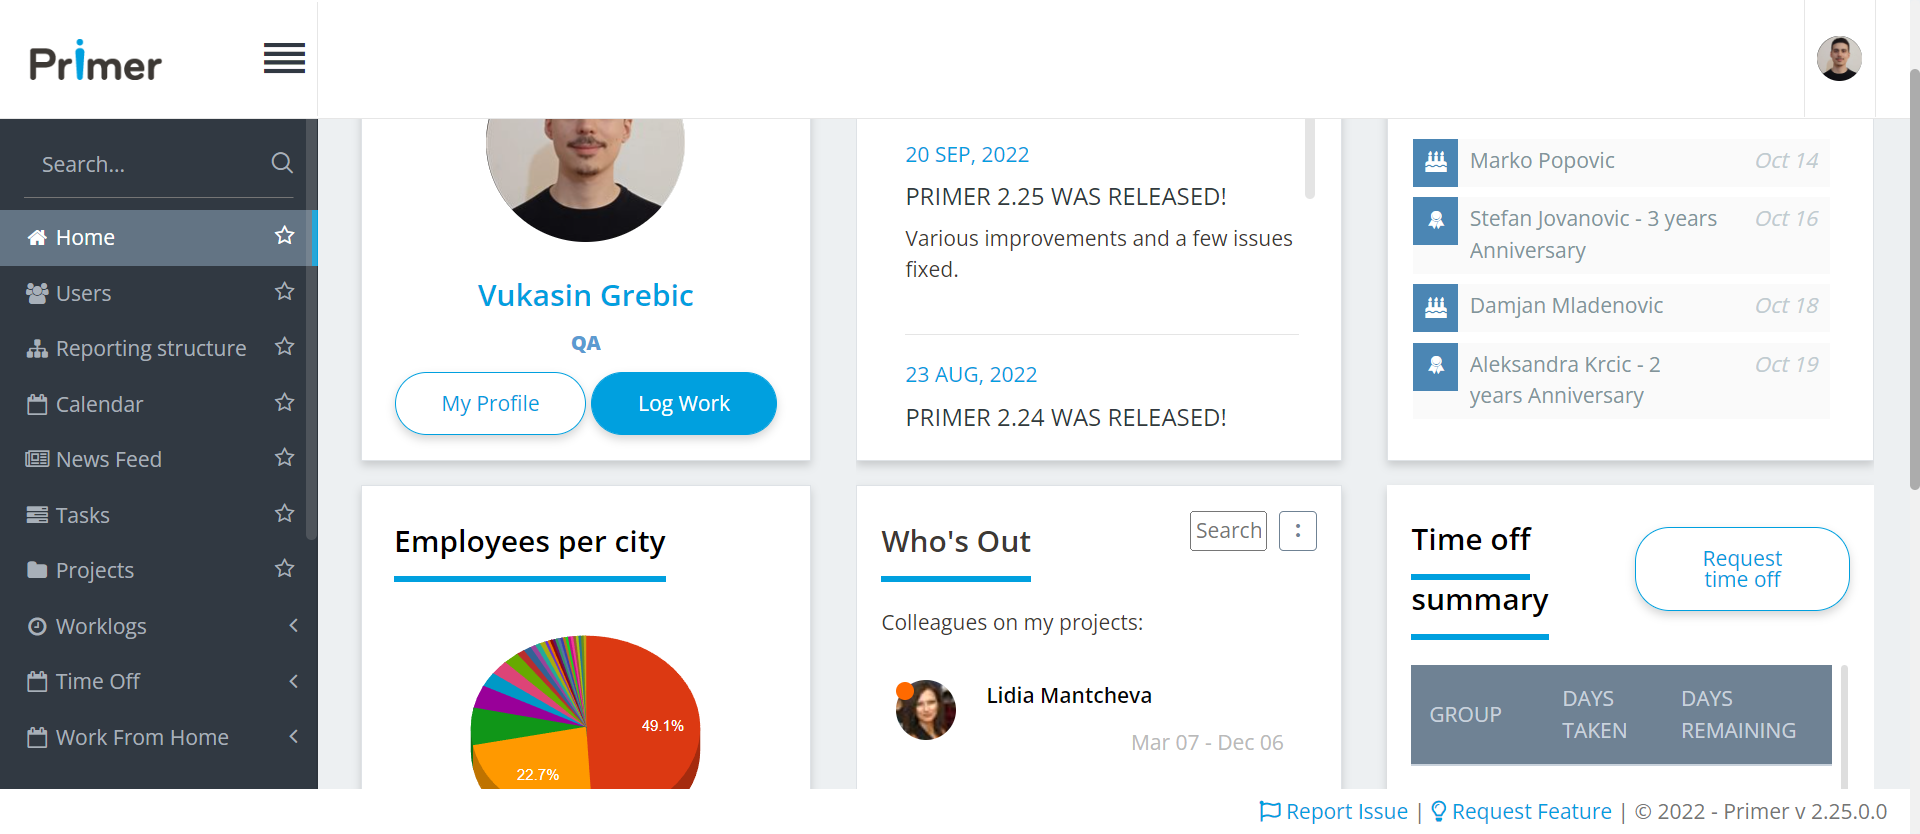 Primer
Search...
Home
Users
Reporting structure
Calendar
News Feed
Tasks
Projects
Worklogs
Time Off
Work From Home
Vukasin Grebic
QA
My Profile
Log Work
20 SEP, 2022
PRIMER 2.25 WAS RELEASED!
Various improvements and a few issues
fixed.
23 AUG, 2022
PRIMER 2.24 WAS RELEASED!
Marko Popovic Oct 14
Stefan Jovanovic - 3 years Oct 16
Anniversary
Damjan Mladenovic Oct 18
Aleksandra Krcic - 2 Oct 19
years Anniversary
Employees per city
49.1%
22.7%
Who's Out
Search :
Colleagues on my projects:
Lidia Mantcheva
Mar 07 - Dec 06
Time off
summary
Request
time off
GROUP
DAYS
TAKEN
DAYS
REMAINING
Report Issue | Request Feature | © 2022 - Primer v 2.25.0.0